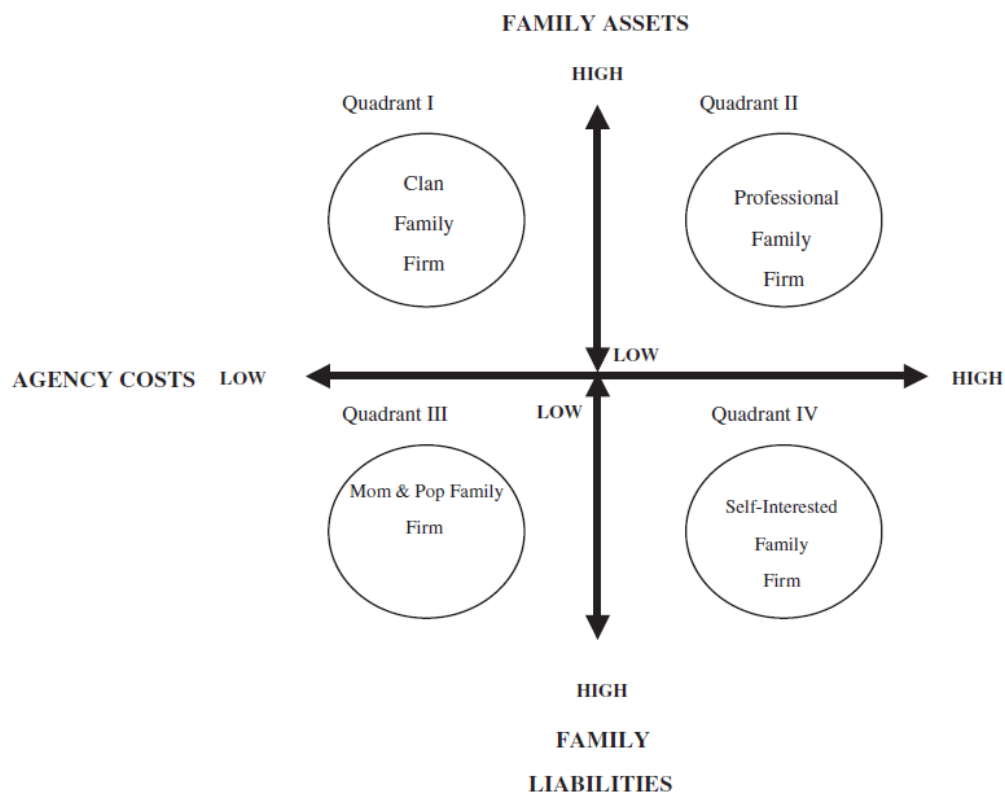 FAMILY ASSETS
HIGH
Quadrant I
Quadrant II
Clan
Family
Firm
Professional
Family
Firm
LOW
AGENCY COSTS LOW
HIGH
LOW
Quadrant III
Quadrant IV
Mom & Pop Family
Firm
Self-Interested
Family
Firm
HIGH
FAMILY
LIABILITIES